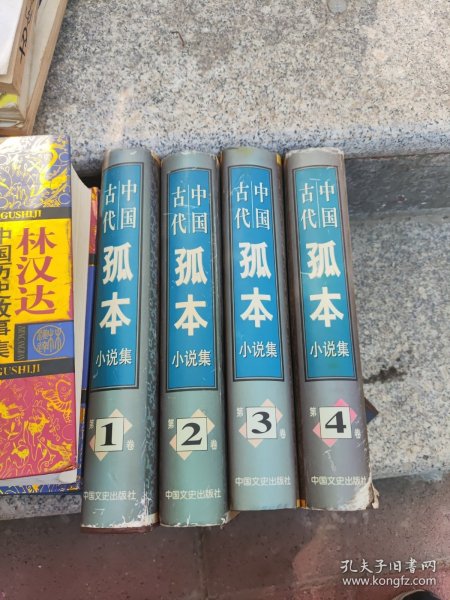 GUSHIJI
林汉达
中国历史故事集
GUSHIJI
中国
古代
孤本
小说集
第1卷
中国文史出版社
中国
古代
孤本
小说集
第2卷
中国文史出版社
中国
古代
孤本
小说集
第3卷
中国文史出版社
中国
古代
孤本
小说集
第4卷
中国文史出版社
孔夫子旧书网
www.kongfz.com